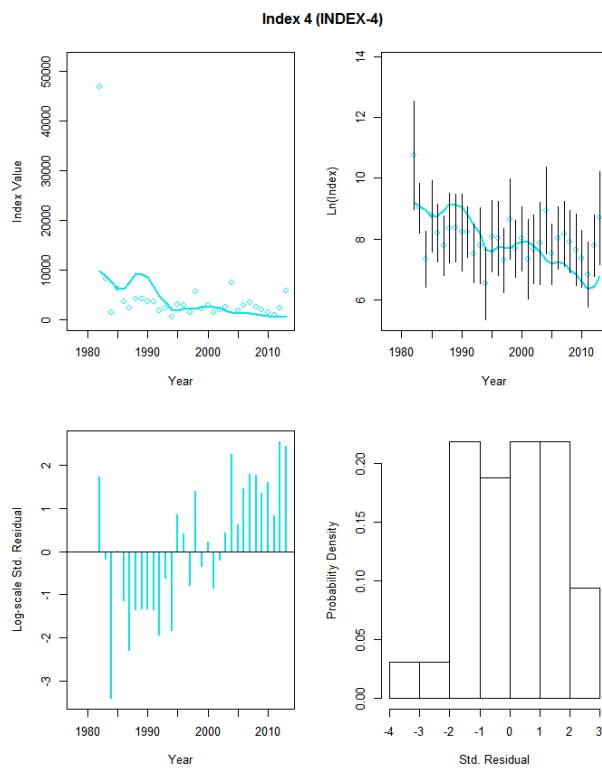 Index 4 (INDEX-4)
Index Value
0 10000 20000 30000 40000 50000
1980 1990 2000 2010
Year
Ln(Index)
6 8 10 12 14
1980 1990 2000 2010
Year
Log-scale Std. Residual
-3 -2 -1 0 1 2
1980 1990 2000 2010
Year
Probability Density
0.00 0.05 0.10 0.15 0.20
-4 -3 -2 -1 0 1 2 3
Std. Residual